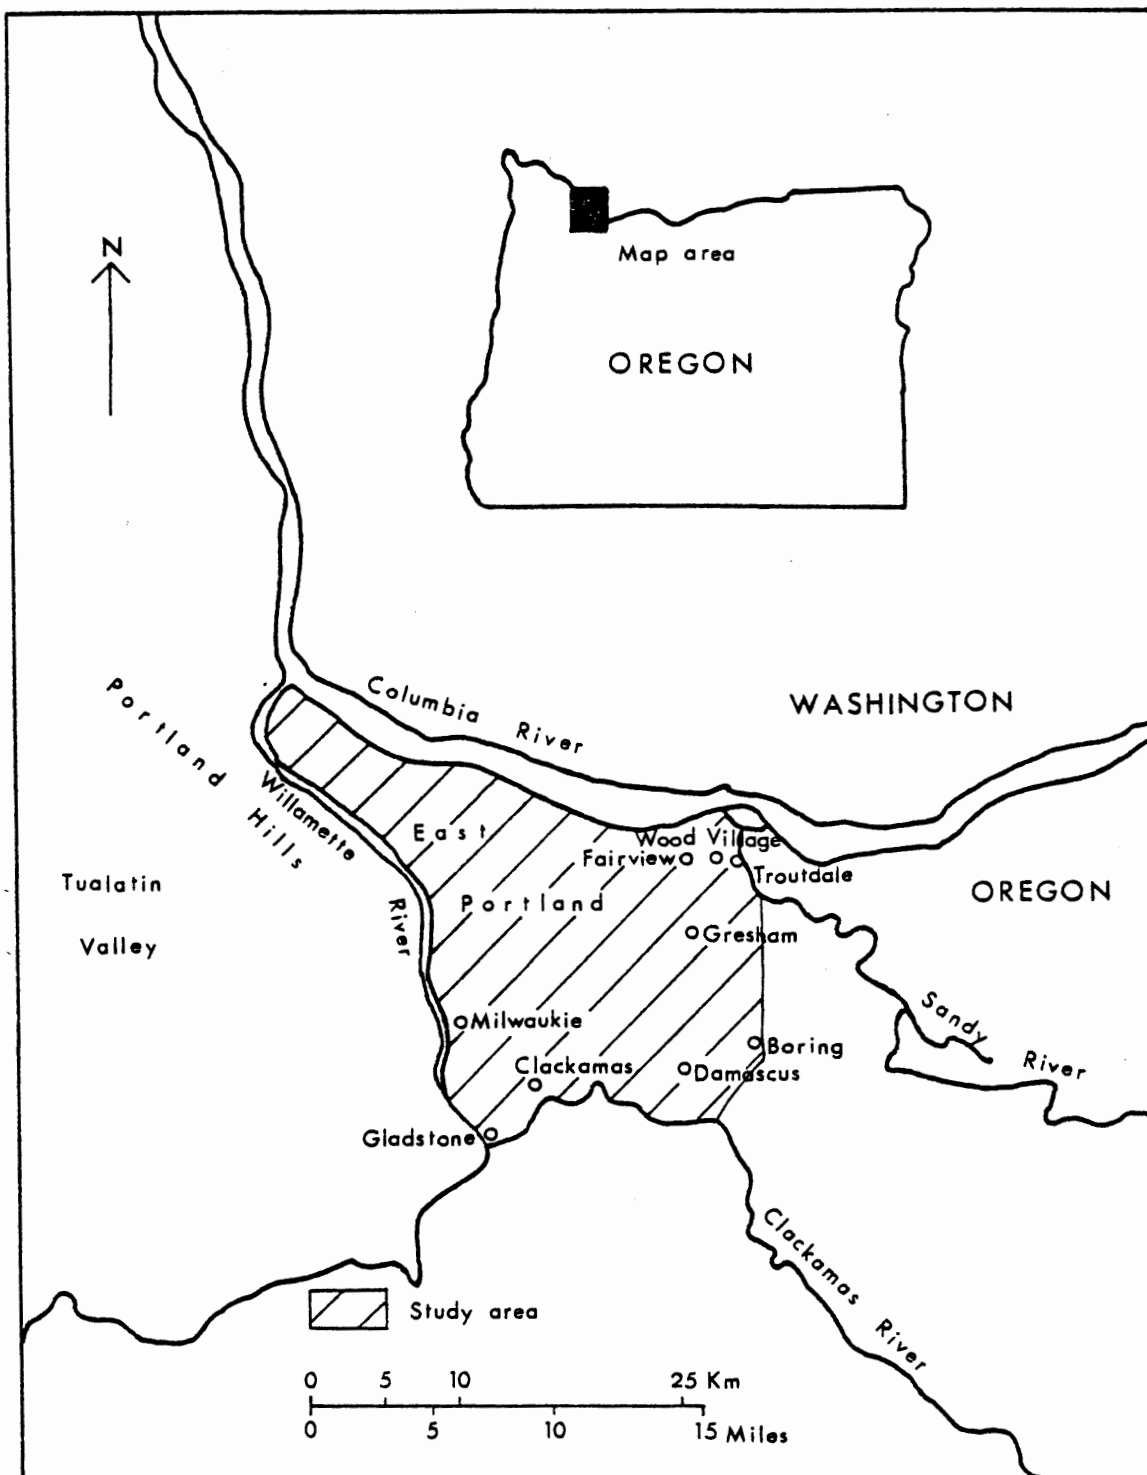 N
Map area
OREGON
Portland Hills
Columbia River
WASHINGTON
Willamette River
East
Portland
Wood Village
Fairview
Troutdale
Tualatin
Valley
OREGON
Gresham
Sandy River
Milwaukie
Boring
Clackamas
Damascus
Gladstone
Clackamas River
Study area
0 5 10 25 Km
0 5 10 15 Miles